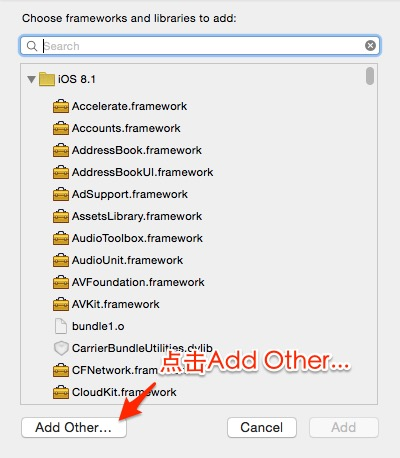 Choose frameworks and libraries to add:
Search
iOS 8.1
Accelerate.framework
Accounts.framework
AddressBook.framework
AddressBookUI.framework
AdSupport.framework
AssetsLibrary.framework
AudioToolbox.framework
AudioUnit.framework
AVFoundation.framework
AVKit.framework
bundle1.o
CarrierBundleUtilities.dylib
点击Add Other...
CFNetwork.framework
CloudKit.framework
Add Other...
Cancel
Add